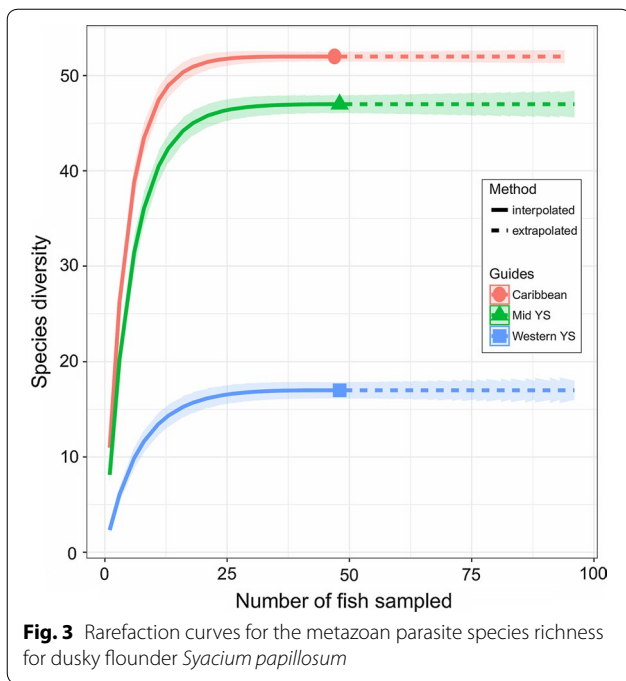 Species diversity
50
40
30
20
10
0
0 25 50 75 100
Number of fish sampled
Method
interpolated
extrapolated
Guides
Caribbean
Mid YS
Western YS
Fig. 3 Rarefaction curves for the metazoan parasite species richness
for dusky flounder Syacium papillosum